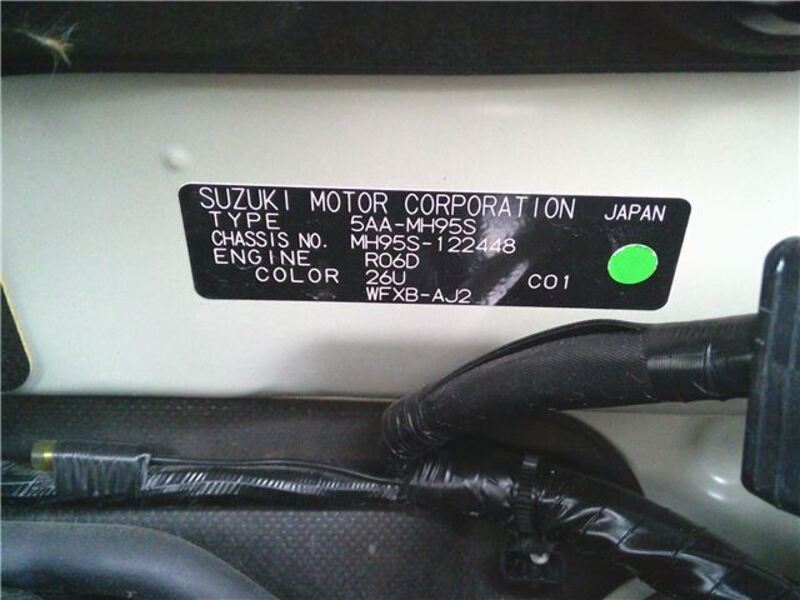 SUZUKI MOTOR CORPORATION JAPAN
TYPE 5AA-MH95S
CHASSIS NO. MH95S-122448
ENGINE R06D
COLOR 26U C01
WFXB-AJ2